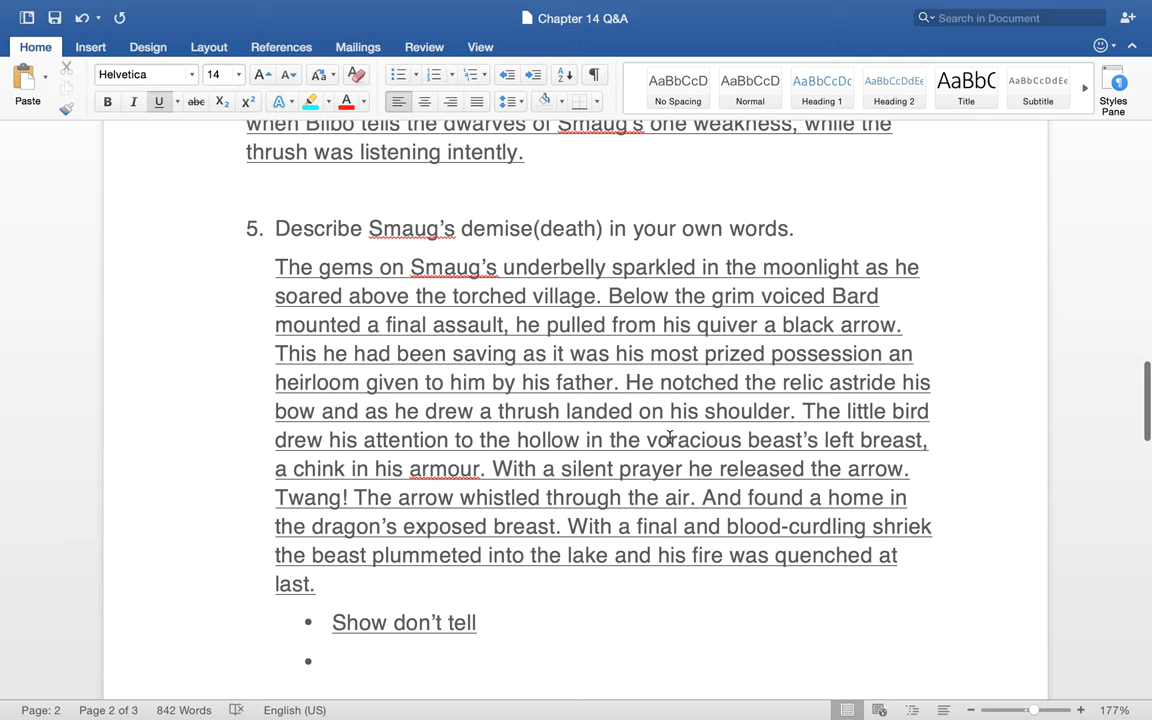 Chapter 14 Q&A
Search in Document
Home Insert Design Layout References Mailings Review View
Paste
Helvetica 14
AaBbCcD AaBbCcD AaBbCcDc AaBbCcDdEe AaBbC AaBbCcDdEe
No Spacing Normal Heading 1 Heading 2 Title Subtitle
Styles
Pane
B I U abc X₂ X² A A
when Bilbo tells the dwarves of Smaug's one weakness, while the
thrush was listening intently.
5. Describe Smaug's demise(death) in your own words.
The gems on Smaug's underbelly sparkled in the moonlight as he
soared above the torched village. Below the grim voiced Bard
mounted a final assault, he pulled from his quiver a black arrow.
This he had been saving as it was his most prized possession an
heirloom given to him by his father. He notched the relic astride his
bow and as he drew a thrush landed on his shoulder. The little bird
drew his attention to the hollow in the voracious beast's left breast,
a chink in his armour. With a silent prayer he released the arrow.
Twang! The arrow whistled through the air. And found a home in
the dragon's exposed breast. With a final and blood-curdling shriek
the beast plummeted into the lake and his fire was quenched at
last.
• Show don't tell
•
Page: 2 Page 2 of 3 842 Words English (US) 177%